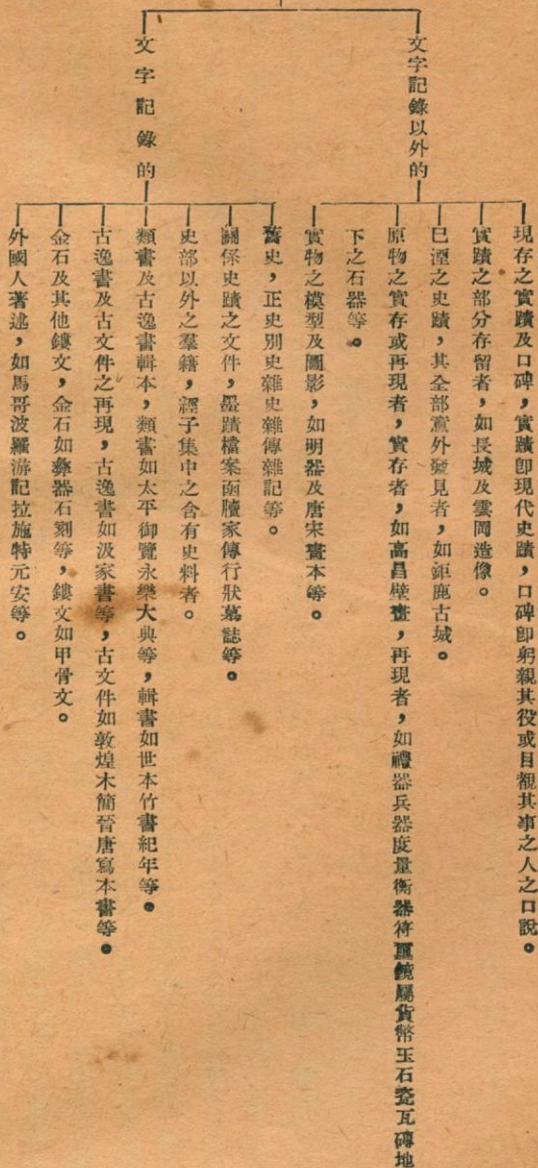 文字記錄以外的
現存之實蹟及口碑，實蹟卽現代史蹟，口碑卽躬親其役或目覩其事之人之口說。
實蹟之部分存留者，如長城及雲岡造像。
已湮之史蹟，其全部意外發見者，如鉅鹿古城。
原物之實存或再現者，實存者，如高昌壁畫，再現者，如禮器兵器度量衡器符璽鏡屬貨幣玉石瓷瓦磚地
下之石器等。
實物之模型及圖影，如明器及唐宋畫本等。
文字記錄的
舊史，正史別史雜史雜傳雜記等。
關係史蹟之文件，墨蹟檔案函牘家傳行狀墓誌等。
史部以外之羣籍，經子集中之含有史料者。
類書及古逸書輯本，類書如太平御覽永樂大典等，輯書如世本竹書紀年等。
古逸書及古文件之再現，古逸書如汲冢書等，古文件如敦煌木簡晉唐寫本書等。
金石及其他鏤文，金石如彝器石刻等，鏤文如甲骨文。
外國人著述，如馬哥波羅游記拉施特元安等。